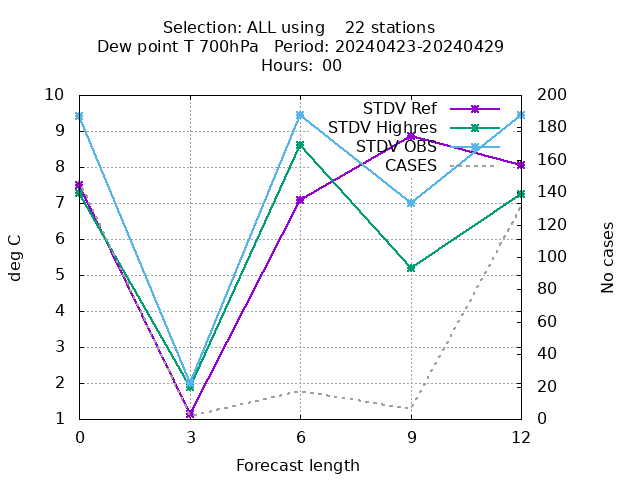 Selection: ALL using    22 stations
Dew point T 700hPa   Period: 20240423-20240429
Hours: 00
STDV Ref
STDV Highres
STDV OBS
CASES
deg C
10
9
8
7
6
5
4
3
2
1
200
180
160
140
120
100
80
60
40
20
0
No cases
0 3 6 9 12
Forecast length